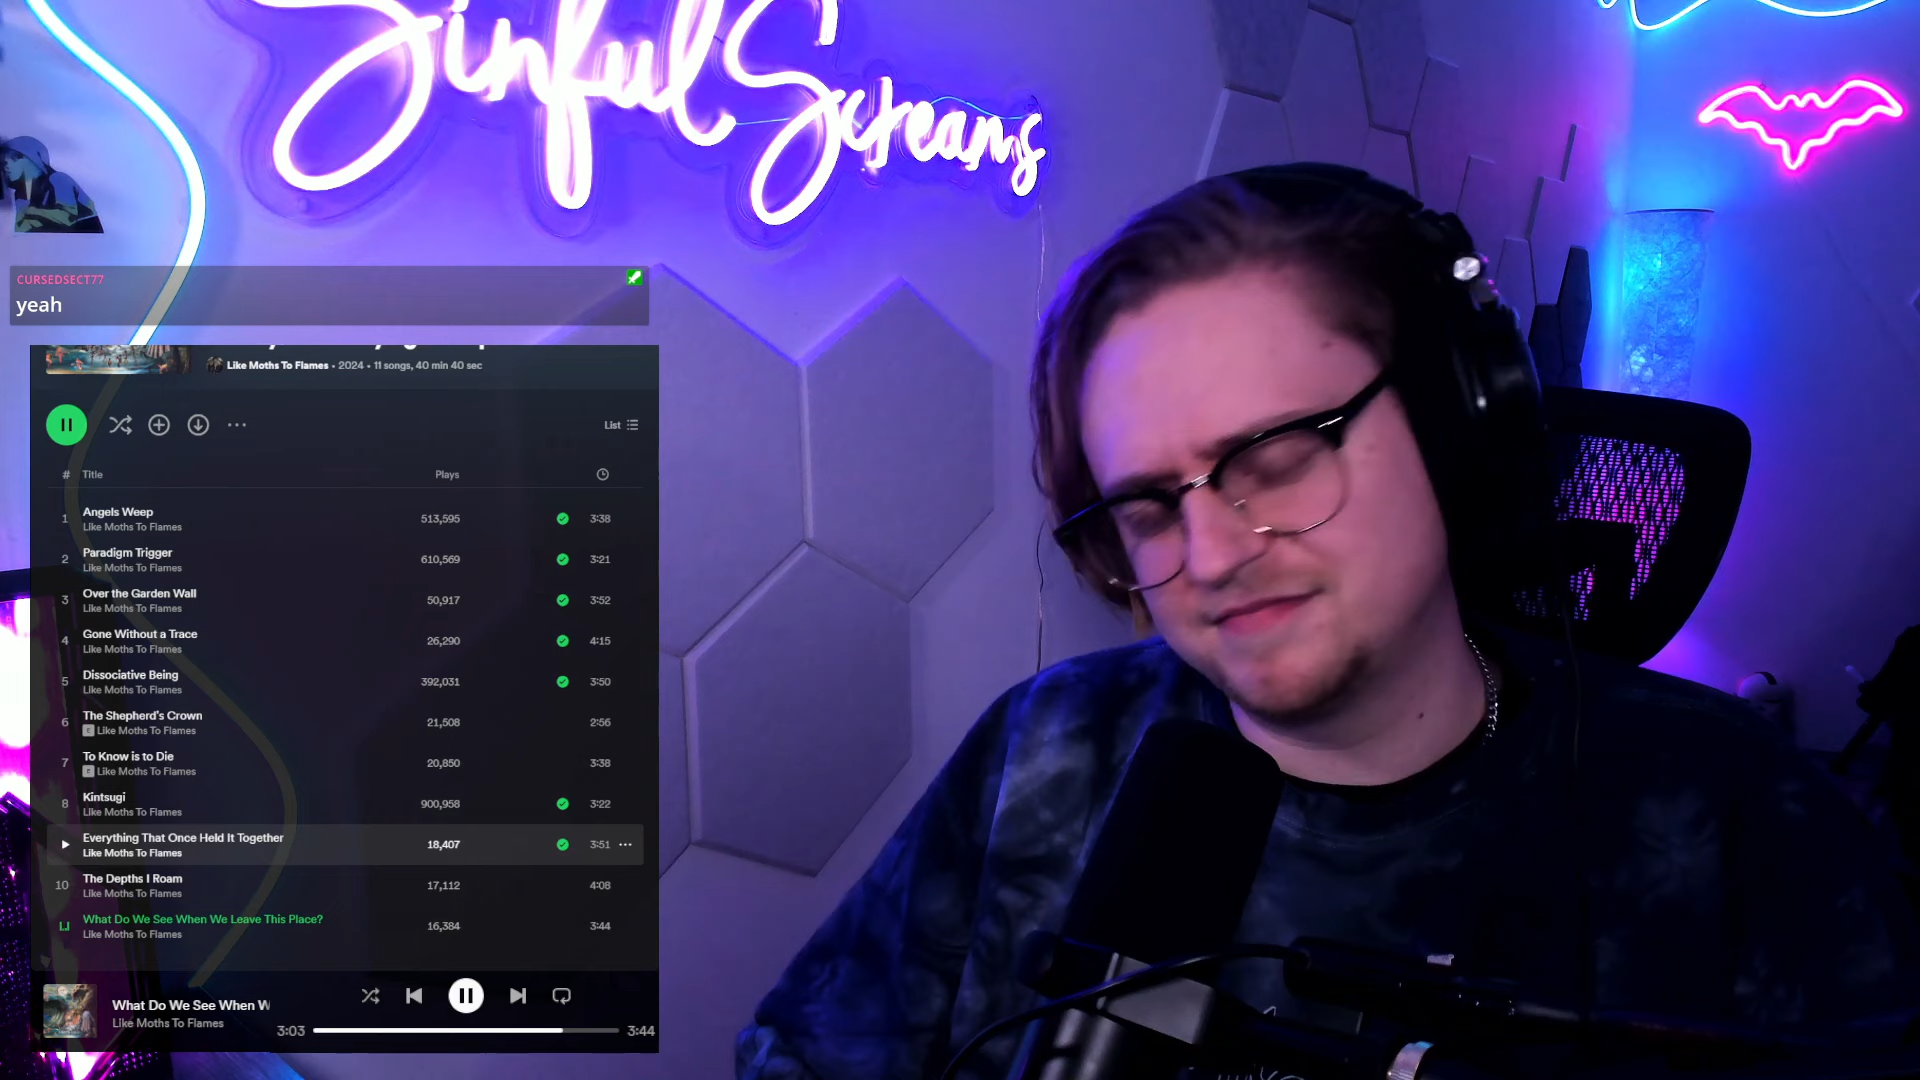 Sinful Screams
CURSEDSECT77
yeah
Like Moths To Flames • 2024 • 11 songs, 40 min 40 sec
List
# Title Plays
1 Angels Weep 513,595 3:38
Like Moths To Flames
2 Paradigm Trigger 610,569 3:21
Like Moths To Flames
3 Over the Garden Wall 50,917 3:52
Like Moths To Flames
4 Gone Without a Trace 26,290 4:15
Like Moths To Flames
5 Dissociative Being 392,031 3:50
Like Moths To Flames
6 The Shepherd's Crown 21,508 2:56
E Like Moths To Flames
7 To Know is to Die 20,850 3:38
E Like Moths To Flames
8 Kintsugi 900,958 3:22
Like Moths To Flames
Everything That Once Held It Together 18,407 3:51
Like Moths To Flames
10 The Depths I Roam 17,112 4:08
Like Moths To Flames
What Do We See When We Leave This Place? 16,384 3:44
Like Moths To Flames
What Do We See When W
Like Moths To Flames
3:03 3:44